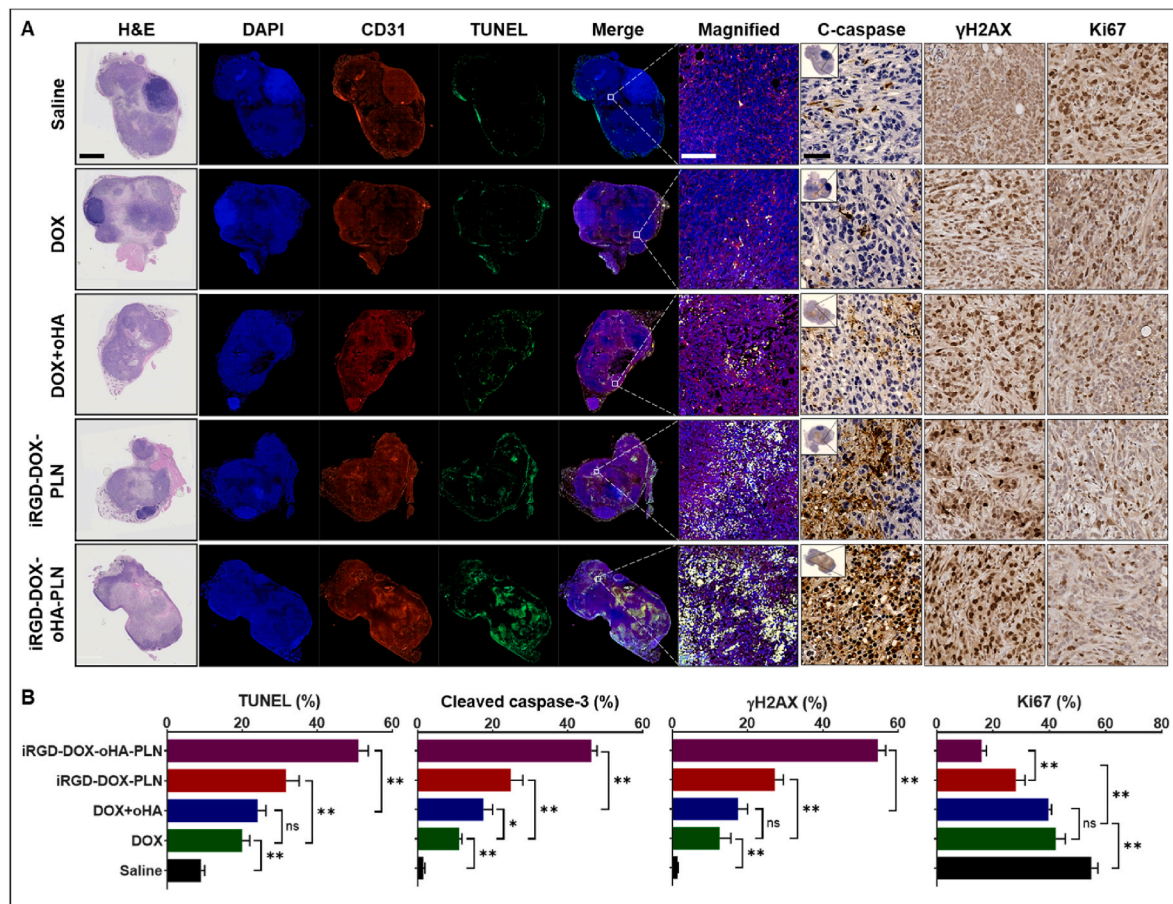 A
H&E DAPI CD31 TUNEL Merge Magnified C-caspase γH2AX Ki67
Saline
DOX
DOX+oHA
iRGD-DOX-
PLN
iRGD-DOX-
oHA-PLN
B
TUNEL (%) Cleaved caspase-3 (%) γH2AX (%) Ki67 (%)
0 20 40 60 0 20 40 60 0 20 40 60 0 20 40 60 80
iRGD-DOX-oHA-PLN ** ** ** **
iRGD-DOX-PLN ** ** ** **
DOX+oHA ns * ns ns
DOX ** ** ** **
Saline